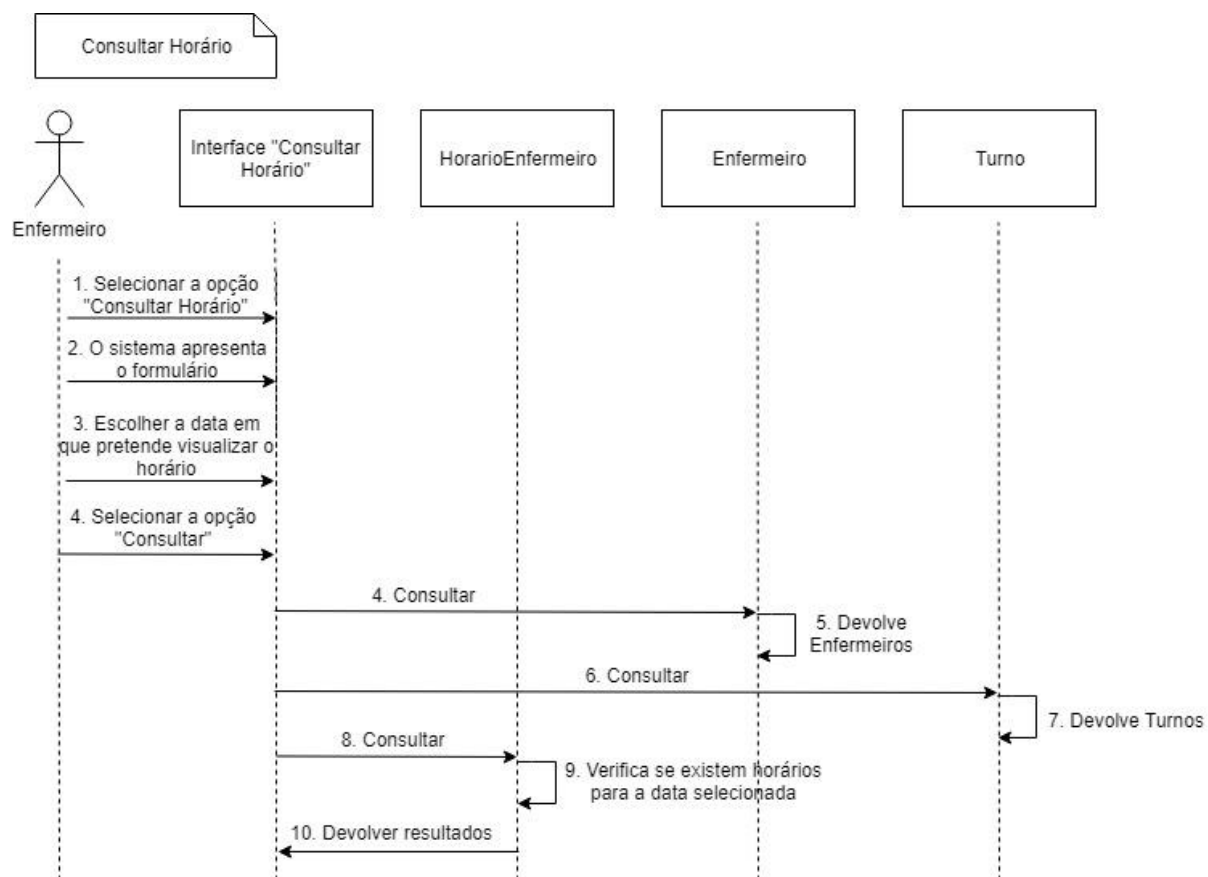 Consultar Horário
Interface "Consultar
Horário"
HorarioEnfermeiro
Enfermeiro
Turno
Enfermeiro
1. Selecionar a opção
"Consultar Horário"
2. O sistema apresenta
o formulário
3. Escolher a data em
que pretende visualizar o
horário
4. Selecionar a opção
"Consultar"
4. Consultar
5. Devolve
Enfermeiros
6. Consultar
7. Devolve Turnos
8. Consultar
9. Verifica se existem horários
para a data selecionada
10. Devolver resultados